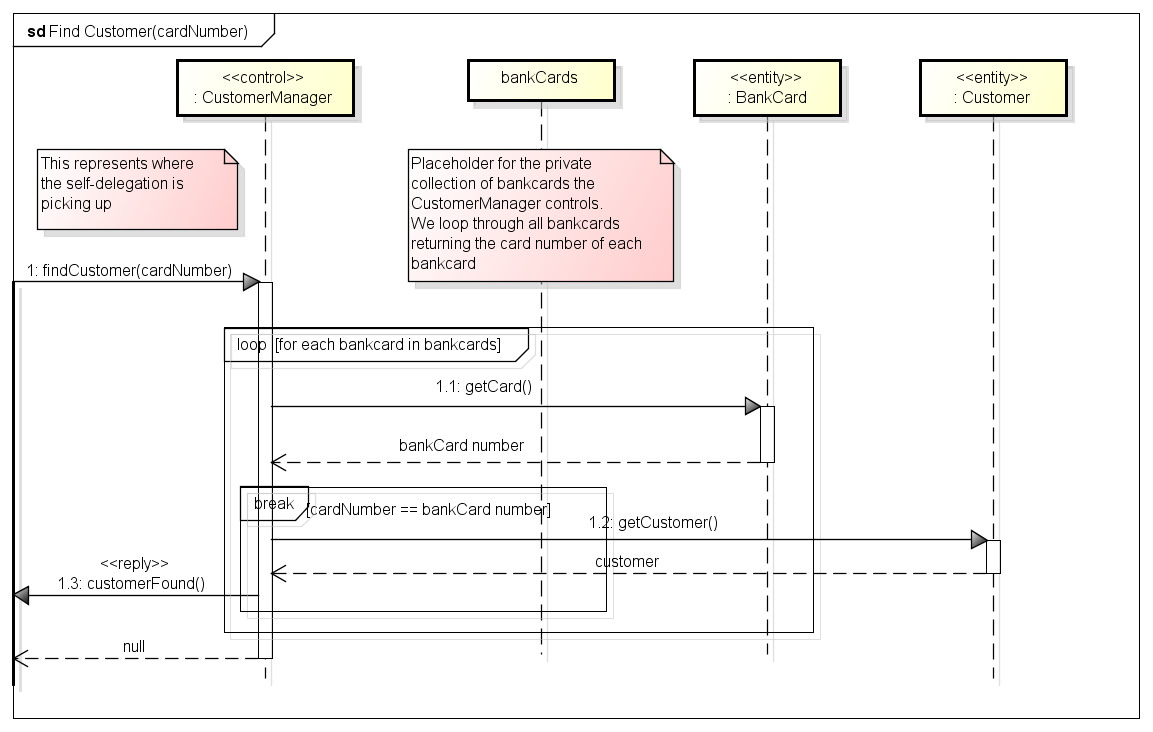 sd Find Customer(cardNumber)
<<control>>
: CustomerManager
bankCards
<<entity>>
: BankCard
<<entity>>
: Customer
This represents where
the self-delegation is
picking up
Placeholder for the private
collection of bankcards the
CustomerManager controls.
We loop through all bankcards
returning the card number of each
bankcard
1: findCustomer(cardNumber)
loop [for each bankcard in bankcards]
1.1: getCard()
bankCard number
break [cardNumber == bankCard number]
1.2: getCustomer()
customer
<<reply>>
1.3: customerFound()
null